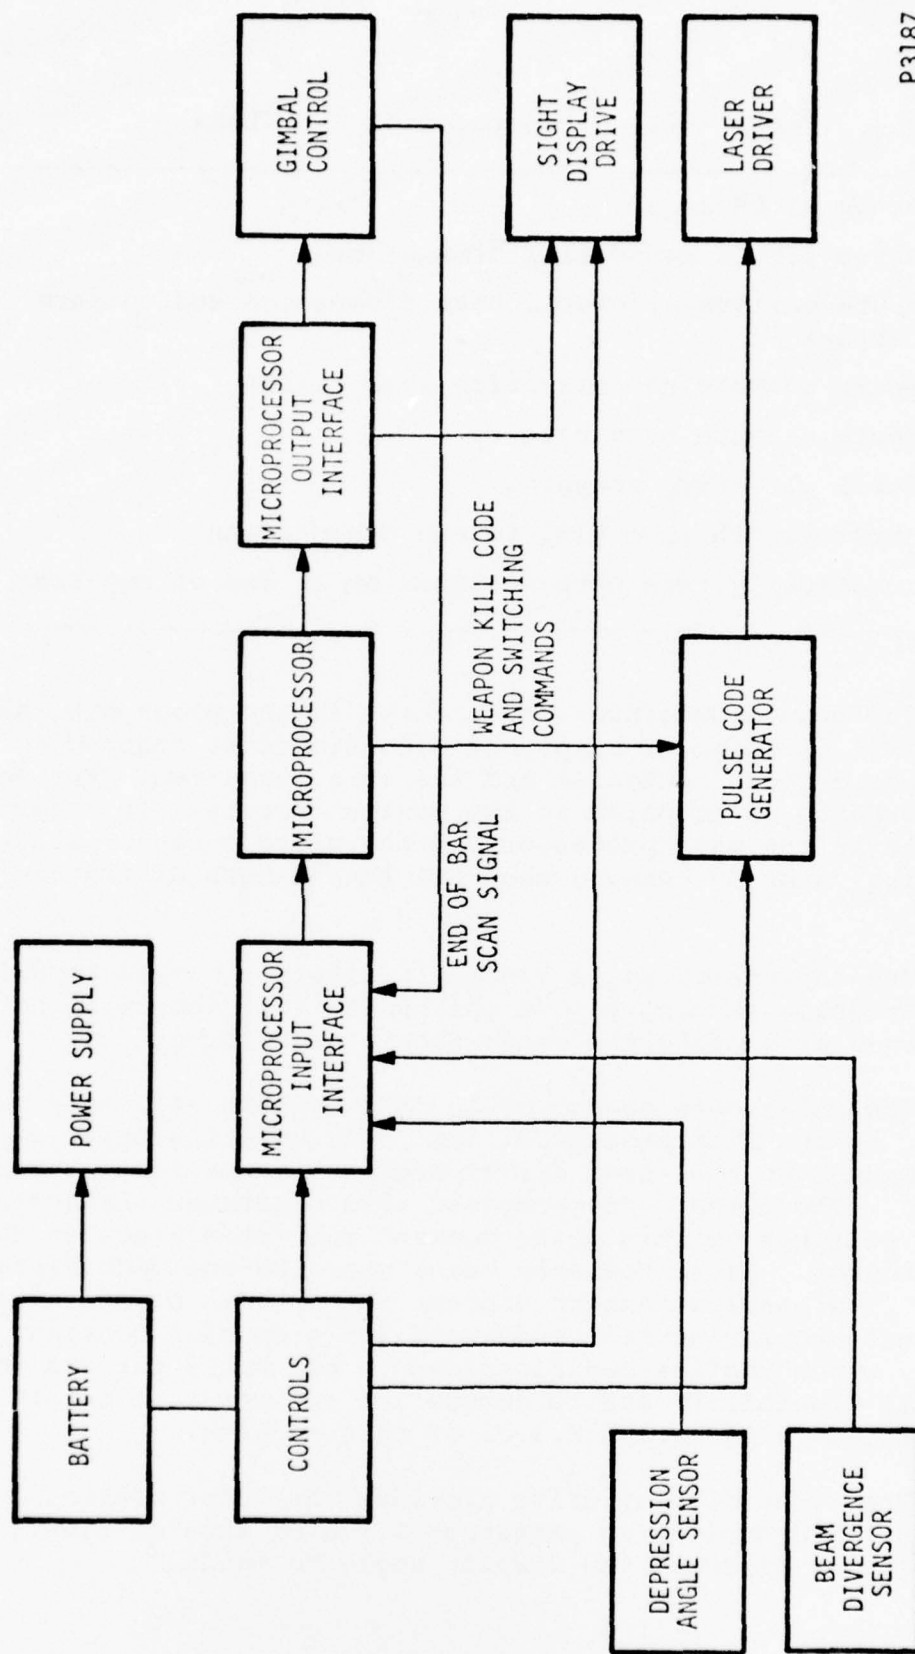 BATTERY
POWER SUPPLY
CONTROLS
MICROPROCESSOR
INPUT
INTERFACE
MICROPROCESSOR
MICROPROCESSOR
OUTPUT
INTERFACE
GIMBAL
CONTROL
END OF BAR
SCAN SIGNAL
WEAPON KILL CODE
AND SWITCHING
COMMANDS
SIGHT
DISPLAY
DRIVE
DEPRESSION
ANGLE SENSOR
PULSE CODE
GENERATOR
LASER
DRIVER
BEAM
DIVERGENCE
SENSOR
P3187